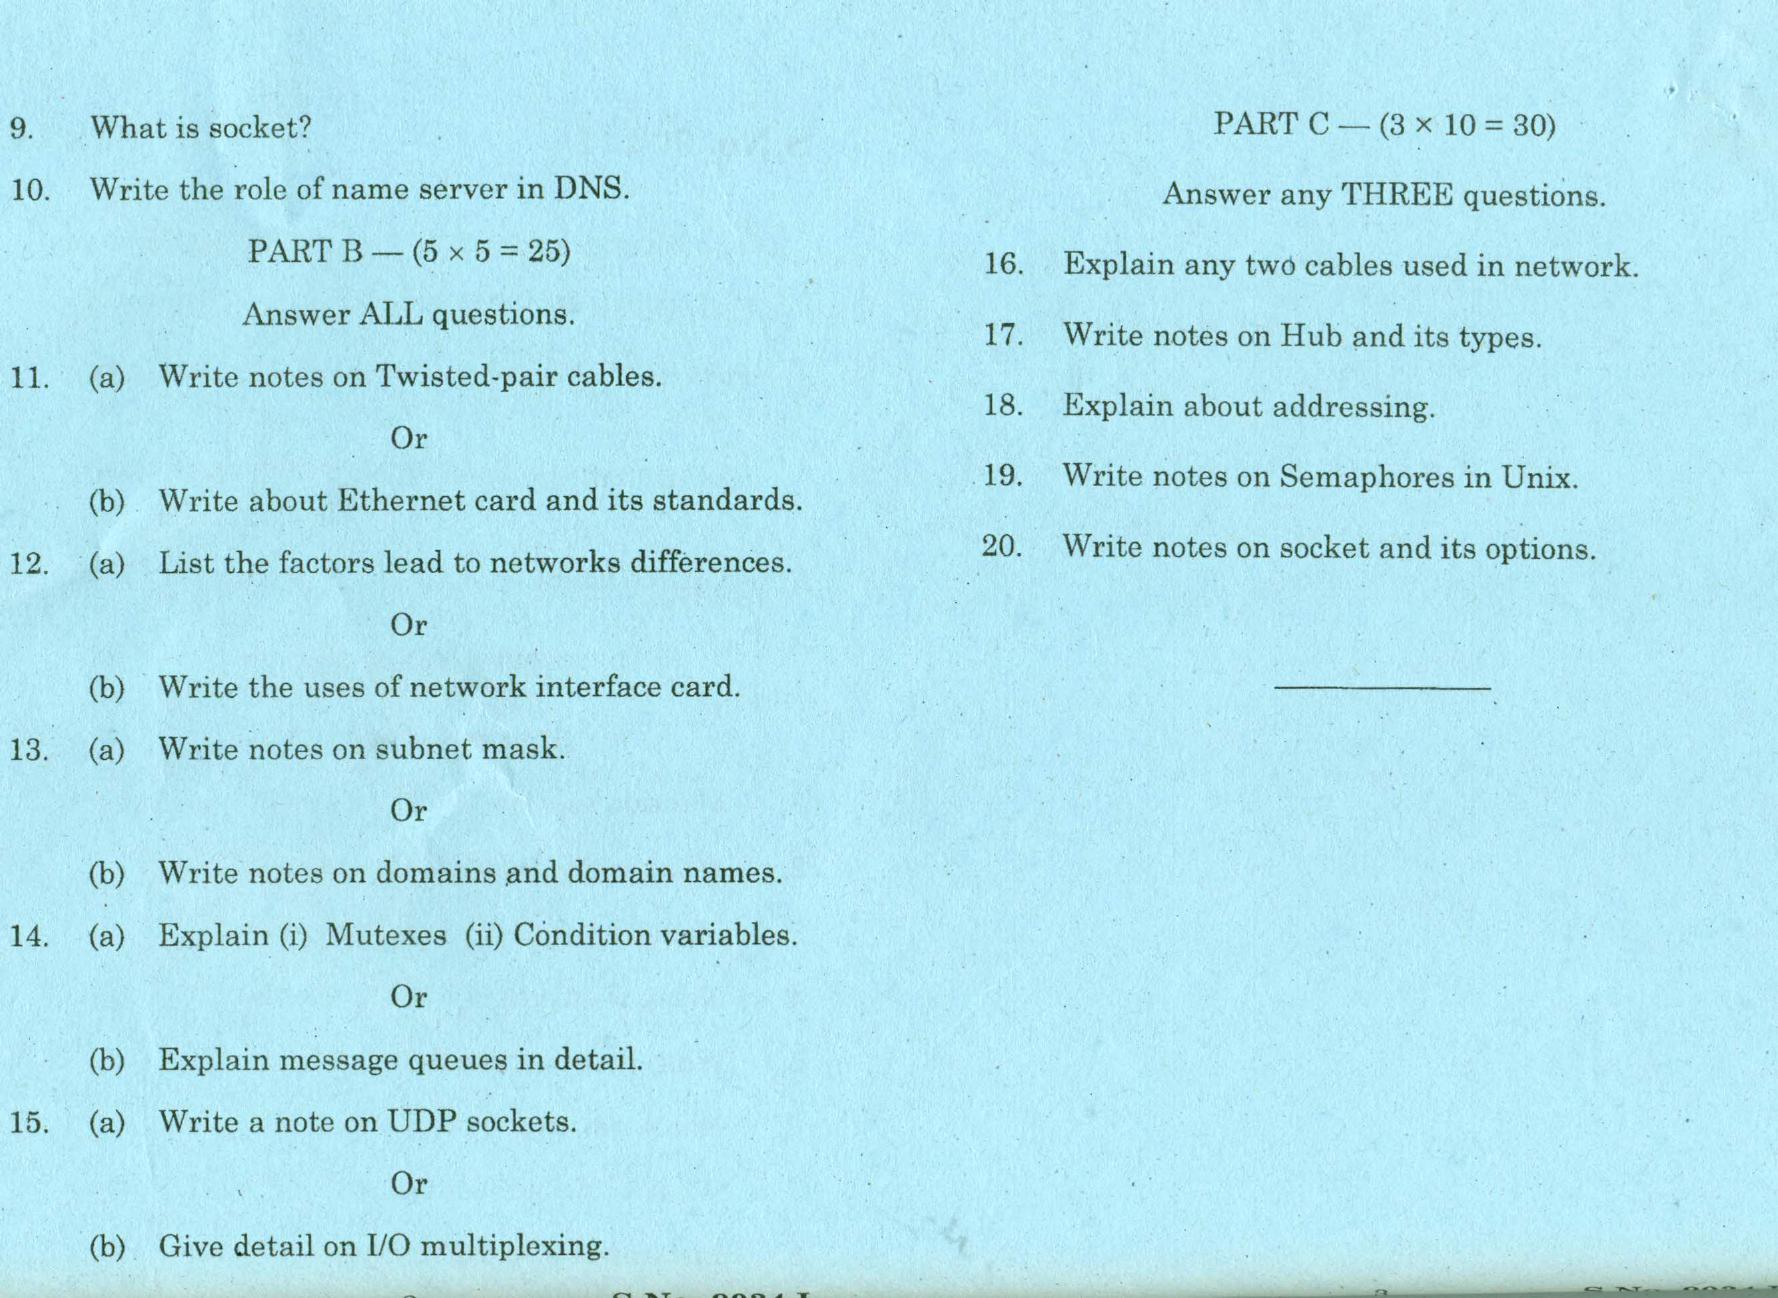 9. What is socket?
10. Write the role of name server in DNS.
PART B — (5 × 5 = 25)
Answer ALL questions.
11. (a) Write notes on Twisted-pair cables.
Or
(b) Write about Ethernet card and its standards.
12. (a) List the factors lead to networks differences.
Or
(b) Write the uses of network interface card.
13. (a) Write notes on subnet mask.
Or
(b) Write notes on domains and domain names.
14. (a) Explain (i) Mutexes (ii) Condition variables.
Or
(b) Explain message queues in detail.
15. (a) Write a note on UDP sockets.
Or
(b) Give detail on I/O multiplexing.
PART C — (3 × 10 = 30)
Answer any THREE questions.
16. Explain any two cables used in network.
17. Write notes on Hub and its types.
18. Explain about addressing.
19. Write notes on Semaphores in Unix.
20. Write notes on socket and its options.